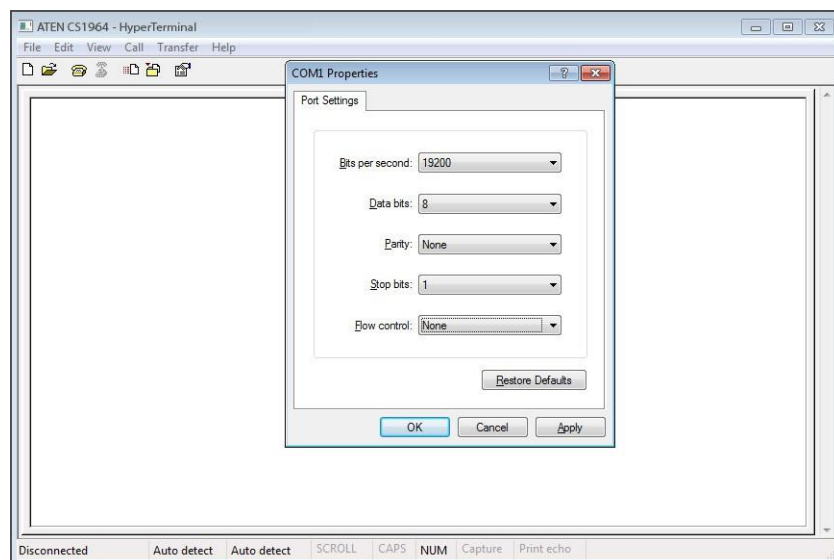 ATEN CS1964 - HyperTerminal
File Edit View Call Transfer Help
COM1 Properties
Port Settings
Bits per second: 19200
Data bits: 8
Parity: None
Stop bits: 1
Flow control: None
Restore Defaults
OK Cancel Apply
Disconnected Auto detect Auto detect SCROLL CAPS NUM Capture Print echo